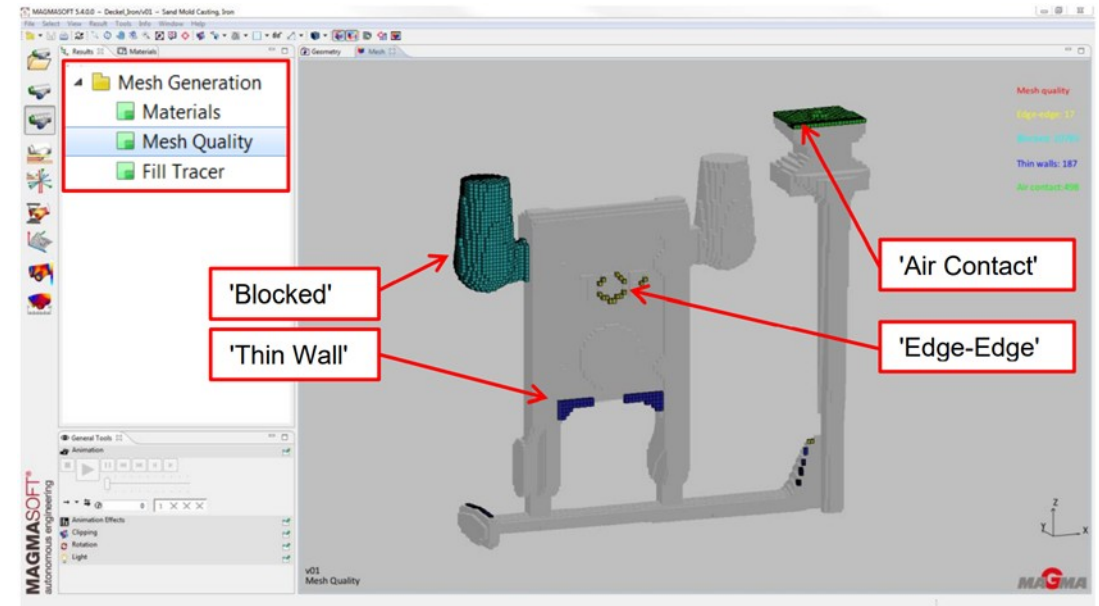 MAGMASOFT 5.4.0.0 - Deckel_Iron/v01 - Sand Mold Casting, Iron
File Select View Result Tools Info Window Help
Results
Materials
Geometry
Mesh
Mesh Generation
Materials
Mesh Quality
Fill Tracer
Mesh quality
Edge-edge: 17
Thin walls: 187
Air contact: 498
'Blocked'
'Thin Wall'
'Air Contact'
'Edge-Edge'
General Tools
Animation
0
1
Animation Effects
Clipping
Rotation
Light
MAGMASOFT®
autonomous engineering
v01
Mesh Quality
Z
Y
X
MAGMA